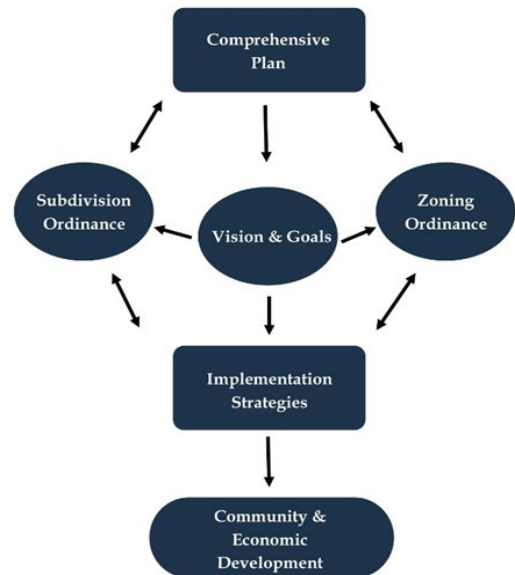 Comprehensive
Plan
Subdivision
Ordinance
Vision & Goals
Zoning
Ordinance
Implementation
Strategies
Community &
Economic
Development